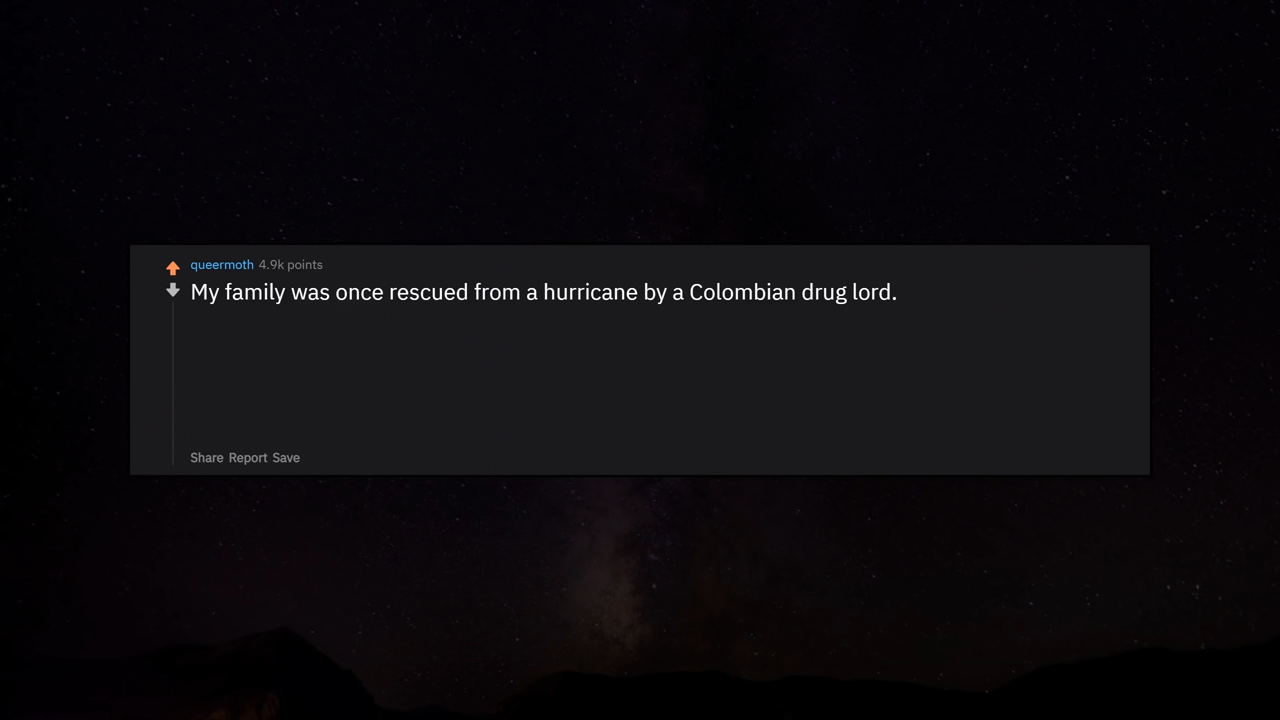 queermoth 4.9k points
My family was once rescued from a hurricane by a Colombian drug lord.
Share Report Save